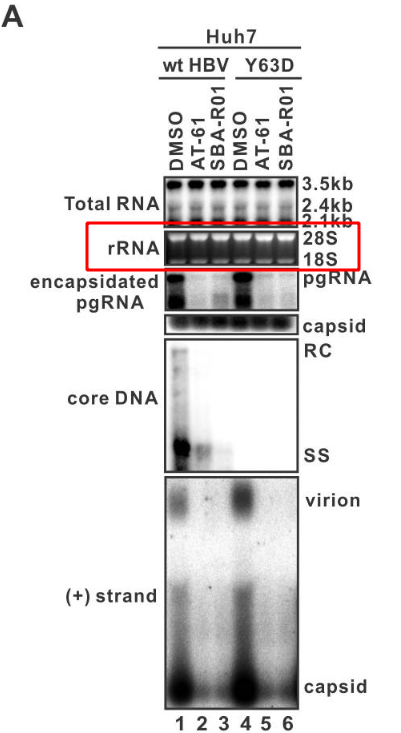 A
Huh7
wt HBV Y63D
DMSO AT-61 SBA-R01 DMSO AT-61 SBA-R01
3.5kb
Total RNA 2.4kb
2.1kb
rRNA 28S
18S
encapsidated pgRNA pgRNA
capsid
RC
core DNA
SS
virion
(+) strand
capsid
1 2 3 4 5 6